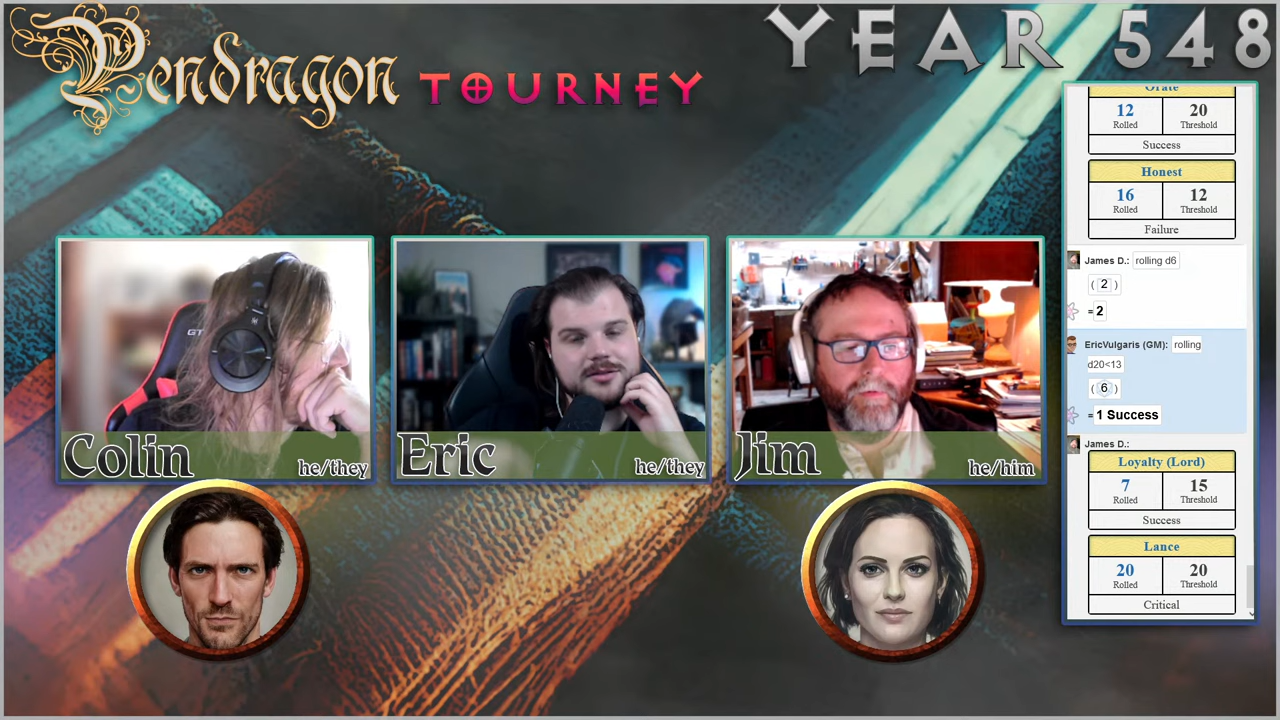 Pendragon TOURNEY
YEAR 548
Orate
12 20
Rolled Threshold
Success
Honest
16 12
Rolled Threshold
Failure
James D.: rolling d6
( 2 )
=2
EricVulgaris (GM): rolling
d20<13
( 6 )
=1 Success
James D.:
Loyalty (Lord)
7 15
Rolled Threshold
Success
Lance
20 20
Rolled Threshold
Critical
GT
Colin he/they
Eric he/they
Jim he/him